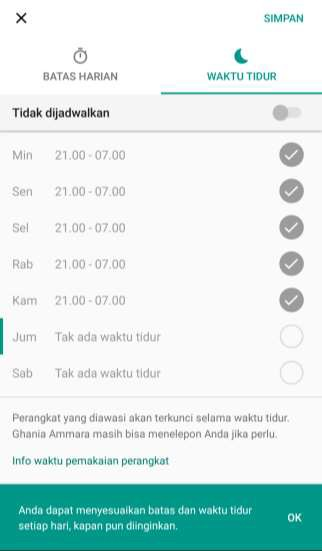 SIMPAN
BATAS HARIAN
WAKTU TIDUR
Tidak dijadwalkan
Min 21.00 - 07.00
Sen 21.00 - 07.00
Sel 21.00 - 07.00
Rab 21.00 - 07.00
Kam 21.00 - 07.00
Jum Tak ada waktu tidur
Sab Tak ada waktu tidur
Perangkat yang diawasi akan terkunci selama waktu tidur.
Ghania Ammara masih bisa menelepon Anda jika perlu.
Info waktu pemakaian perangkat
Anda dapat menyesuaikan batas dan waktu tidur
setiap hari, kapan pun diinginkan.
OK